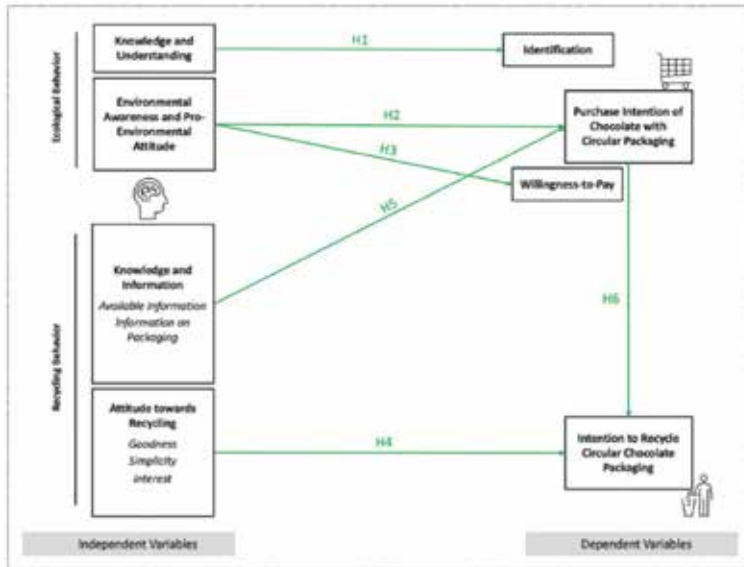 Ecological Behavior
Knowledge and
Understanding
H1
Identification
Environmental
Awareness and Pro-
Environmental
Attitude
H2
Purchase Intention of
Chocolate with
Circular Packaging
H3
Willingness-to-Pay
H5
Recycling Behavior
Knowledge and
Information
Available Information
Information on
Packaging
H6
Attitude towards
Recycling
Goodness
Simplicity
Interest
H4
Intention to Recycle
Circular Chocolate
Packaging
Independent Variables
Dependent Variables